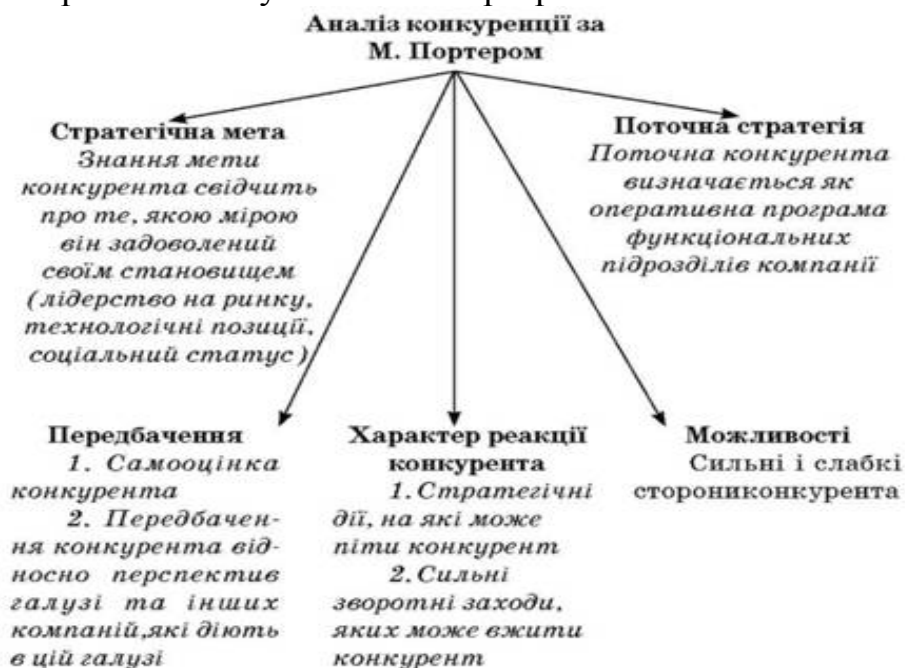 Аналіз конкуренції за
М. Портером
Стратегічна мета
Знання мети
конкурента свідчить
про те, якою мірою
він задоволений
своїм становищем
(лідерство на ринку,
технологічні позиції,
соціальний статус)
Поточна стратегія
Поточна конкурента
визначається як
оперативна програма
функціональних
підрозділів компанії
Передбачення
1. Самооцінка
конкурента
2. Передбачен-
ня конкурента від-
носно перспектив
галузі та інших
компаній,які діють
в цій галузі
Характер реакції
конкурента
1. Стратегічні
дії, на які може
піти конкурент
2. Сильні
зворотні заходи,
яких може вжити
конкурент
Можливості
Сильні і слабкі
сторониконкурента